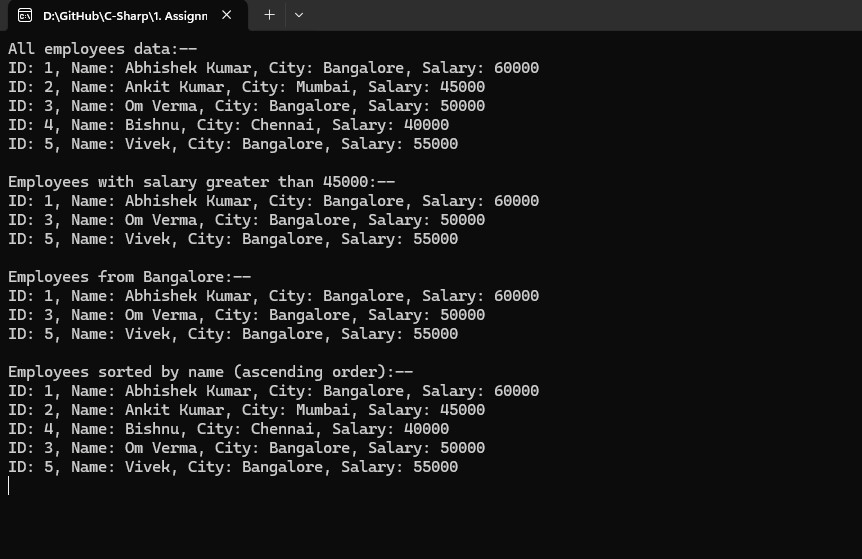 D:\GitHub\C-Sharp\1. Assignn
All employees data:--
ID: 1, Name: Abhishek Kumar, City: Bangalore, Salary: 60000
ID: 2, Name: Ankit Kumar, City: Mumbai, Salary: 45000
ID: 3, Name: Om Verma, City: Bangalore, Salary: 50000
ID: 4, Name: Bishnu, City: Chennai, Salary: 40000
ID: 5, Name: Vivek, City: Bangalore, Salary: 55000
Employees with salary greater than 45000:--
ID: 1, Name: Abhishek Kumar, City: Bangalore, Salary: 60000
ID: 3, Name: Om Verma, City: Bangalore, Salary: 50000
ID: 5, Name: Vivek, City: Bangalore, Salary: 55000
Employees from Bangalore:--
ID: 1, Name: Abhishek Kumar, City: Bangalore, Salary: 60000
ID: 3, Name: Om Verma, City: Bangalore, Salary: 50000
ID: 5, Name: Vivek, City: Bangalore, Salary: 55000
Employees sorted by name (ascending order):--
ID: 1, Name: Abhishek Kumar, City: Bangalore, Salary: 60000
ID: 2, Name: Ankit Kumar, City: Mumbai, Salary: 45000
ID: 4, Name: Bishnu, City: Chennai, Salary: 40000
ID: 3, Name: Om Verma, City: Bangalore, Salary: 50000
ID: 5, Name: Vivek, City: Bangalore, Salary: 55000